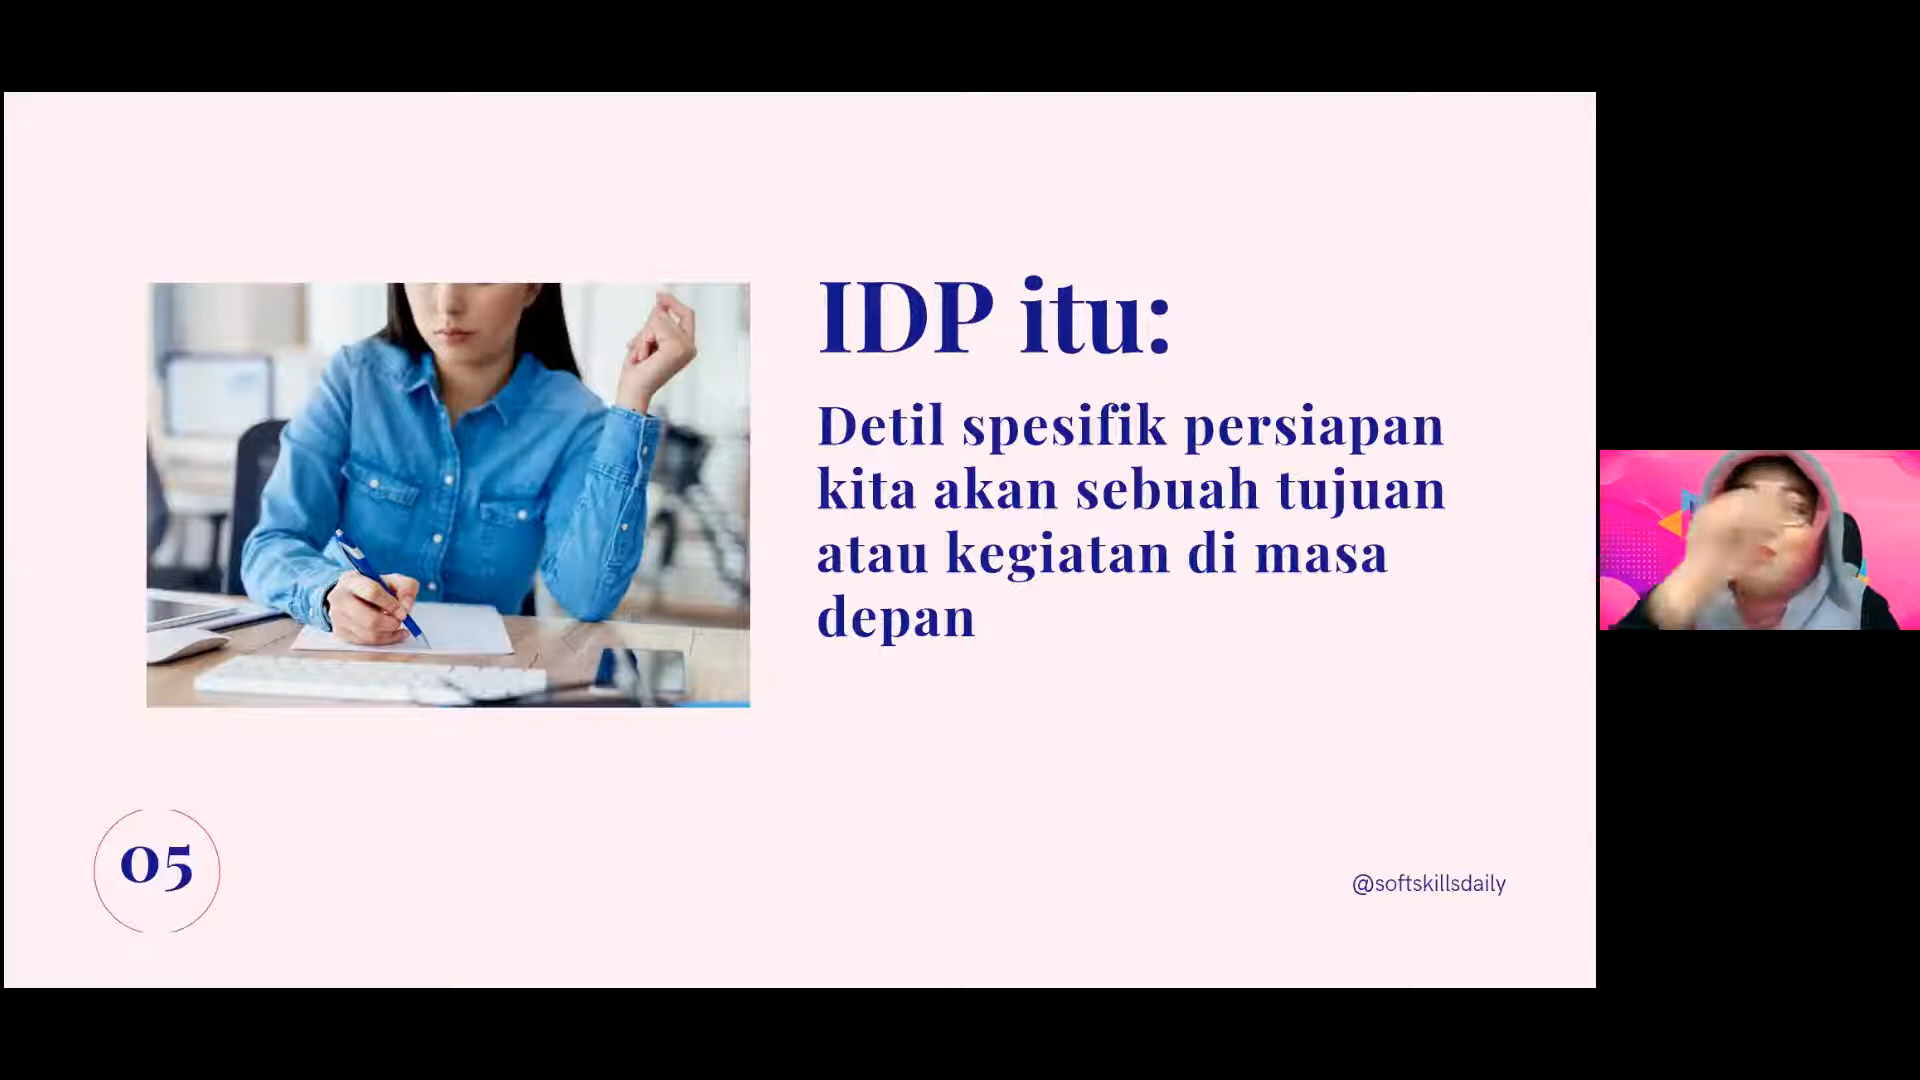 IDP itu:
Detil spesifik persiapan
kita akan sebuah tujuan
atau kegiatan di masa
depan
05
@softskillsdaily